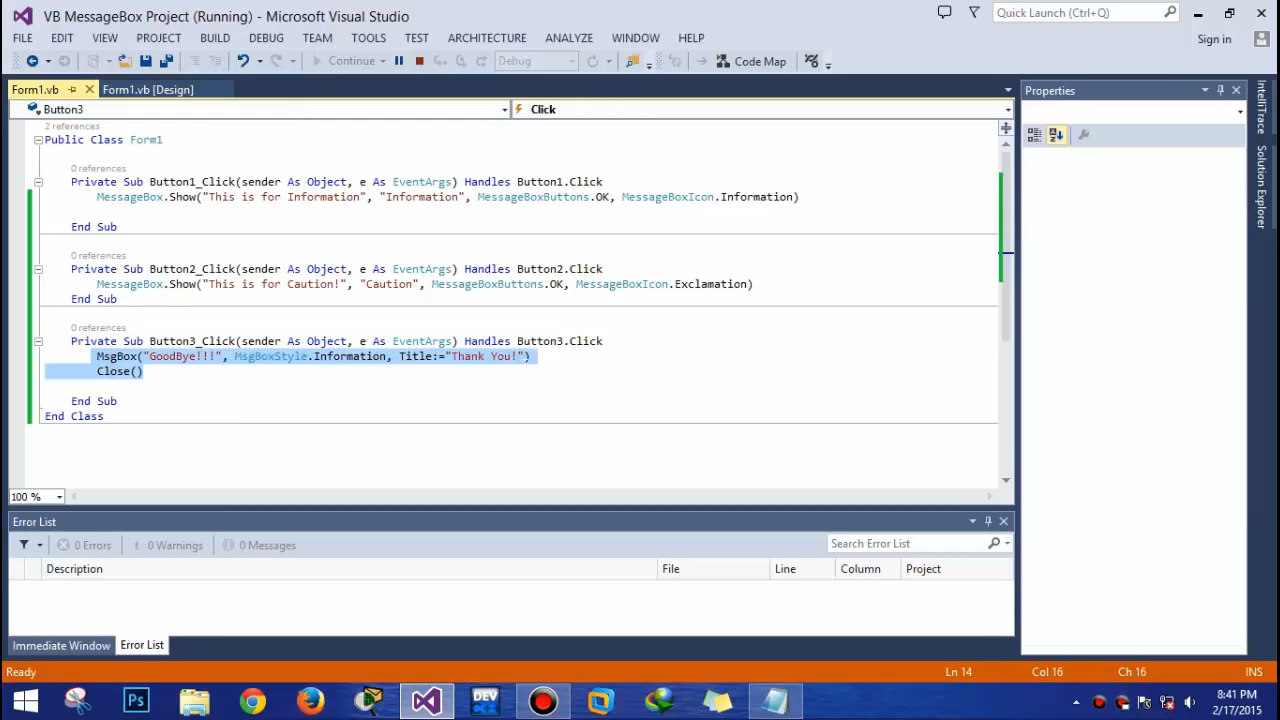 VB MessageBox Project (Running) - Microsoft Visual Studio
Quick Launch (Ctrl+Q)
FILE EDIT VIEW PROJECT BUILD DEBUG TEAM TOOLS TEST ARCHITECTURE ANALYZE WINDOW HELP
Sign in
Continue
Debug
Code Map
Form1.vb
Form1.vb [Design]
Properties
Button3
Click
2 references
Public Class Form1
0 references
Private Sub Button1_Click(sender As Object, e As EventArgs) Handles Button1.Click
MessageBox.Show("This is for Information", "Information", MessageBoxButtons.OK, MessageBoxIcon.Information)
End Sub
0 references
Private Sub Button2_Click(sender As Object, e As EventArgs) Handles Button2.Click
MessageBox.Show("This is for Caution!", "Caution", MessageBoxButtons.OK, MessageBoxIcon.Exclamation)
End Sub
0 references
Private Sub Button3_Click(sender As Object, e As EventArgs) Handles Button3.Click
MsgBox("GoodBye!!!", MsgBoxStyle.Information, Title:="Thank You!")
Close()
End Sub
End Class
IntelliTrace
Solution Explorer
100 %
Error List
0 Errors
0 Warnings
0 Messages
Search Error List
Description
File
Line
Column
Project
Immediate Window
Error List
Ready
Ln 14
Col 16
Ch 16
INS
Ps
DEV
8:41 PM
2/17/2015